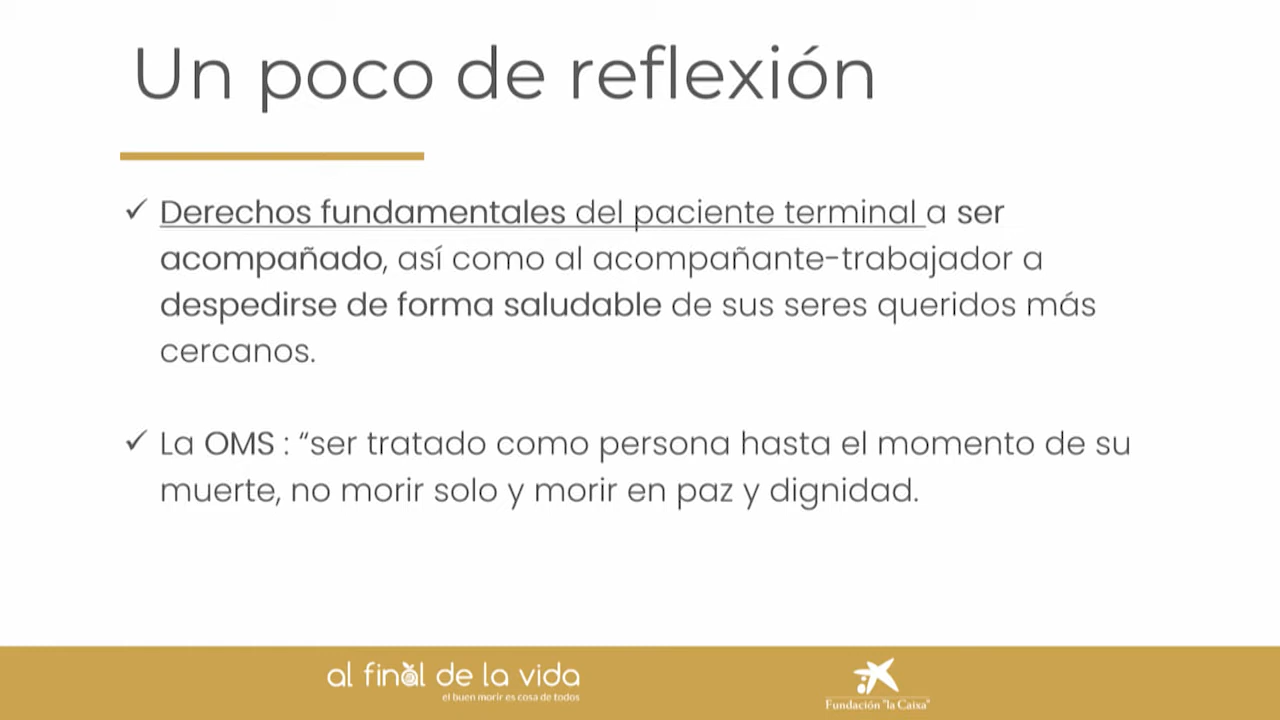 Un poco de reflexión
✓ Derechos fundamentales del paciente terminal a ser
acompañado, así como al acompañante-trabajador a
despedirse de forma saludable de sus seres queridos más
cercanos.
✓ La OMS : “ser tratado como persona hasta el momento de su
muerte, no morir solo y morir en paz y dignidad.
al final de la vida
el buen morir es cosa de todos
Fundación "la Caixa"